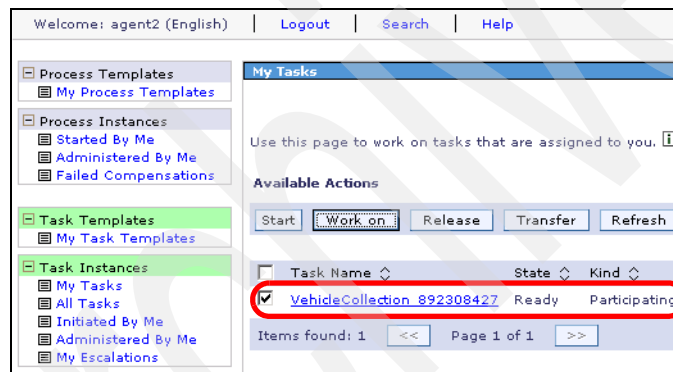 Welcome: agent2 (English) | Logout | Search | Help
Process Templates
My Process Templates
Process Instances
Started By Me
Administered By Me
Failed Compensations
Task Templates
My Task Templates
Task Instances
My Tasks
All Tasks
Initiated By Me
Administered By Me
My Escalations
My Tasks
Use this page to work on tasks that are assigned to you. i
Available Actions
Start Work on Release Transfer Refresh
Task Name State Kind
VehicleCollection_892308427 Ready Participating
Items found: 1 << Page 1 of 1 >>